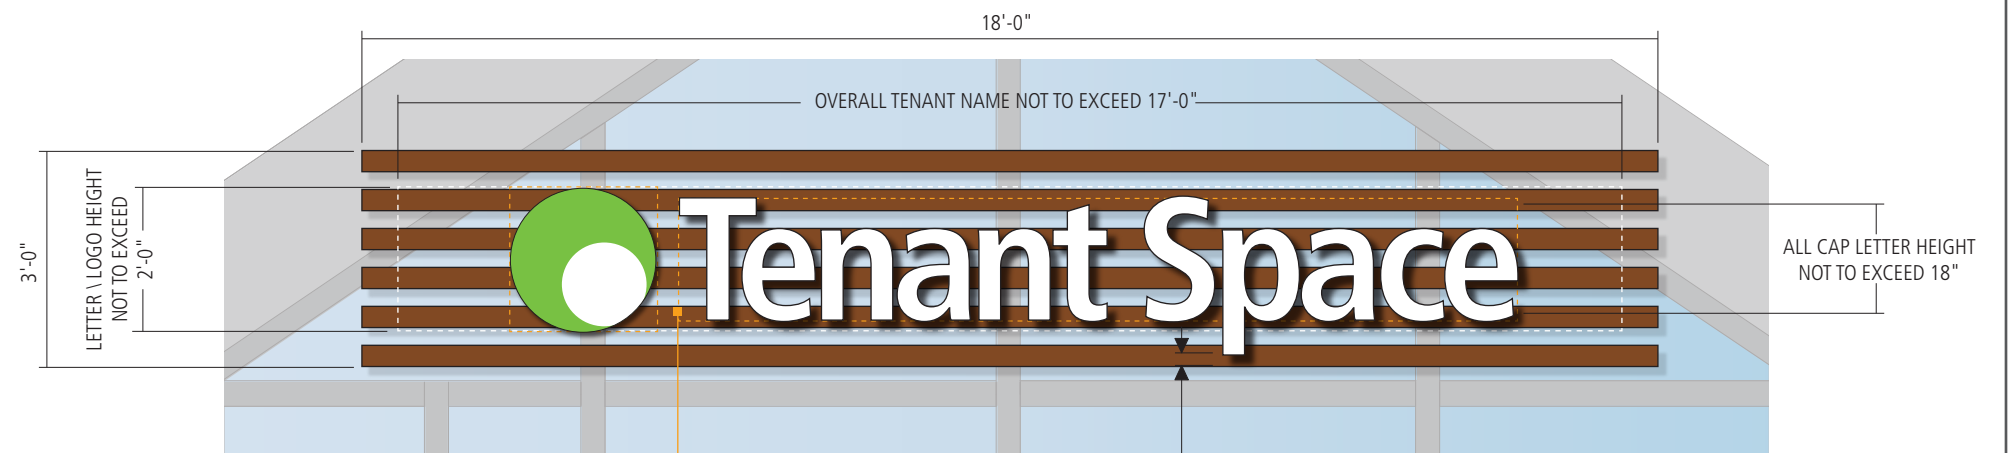 18'-0"
OVERALL TENANT NAME NOT TO EXCEED 17'-0"
3'-0"
LETTER \ LOGO HEIGHT
NOT TO EXCEED
2'-0"
Tenant Space
ALL CAP LETTER HEIGHT
NOT TO EXCEED 18"